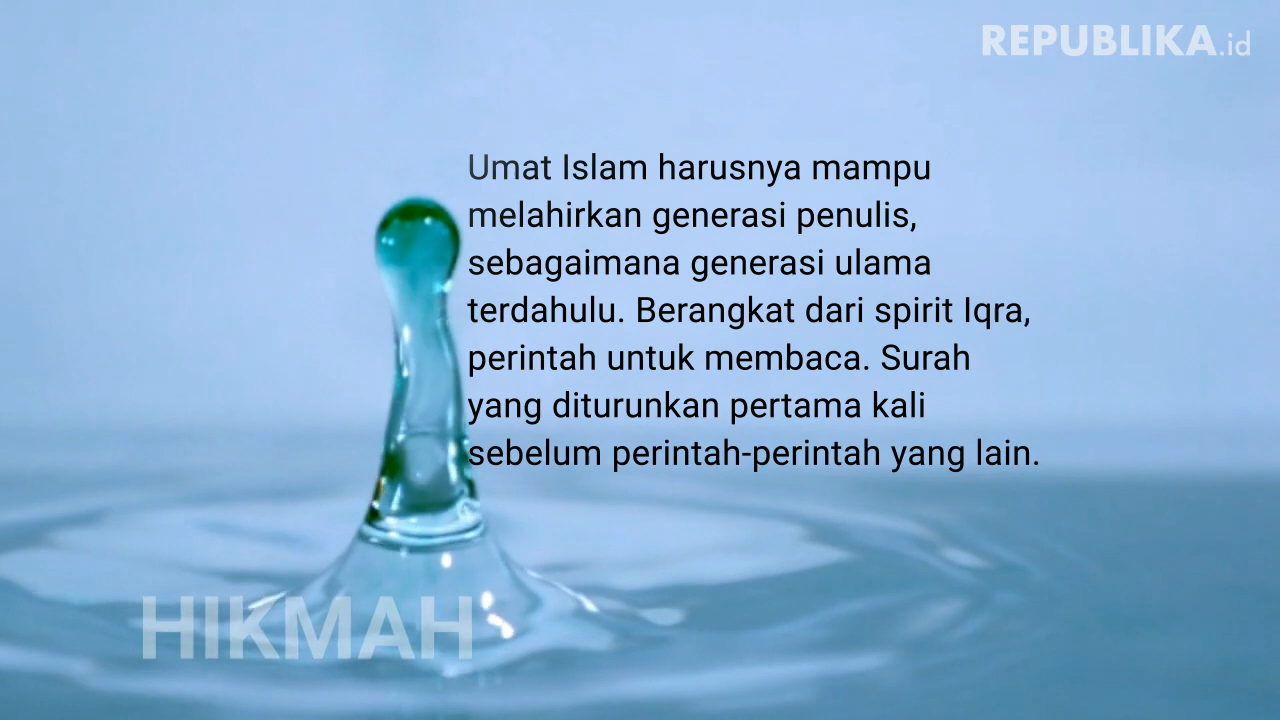 REPUBLIKA.id
Umat Islam harusnya mampu
melahirkan generasi penulis,
sebagaimana generasi ulama
terdahulu. Berangkat dari spirit Iqra,
perintah untuk membaca. Surah
yang diturunkan pertama kali
sebelum perintah-perintah yang lain.
HIKMAH